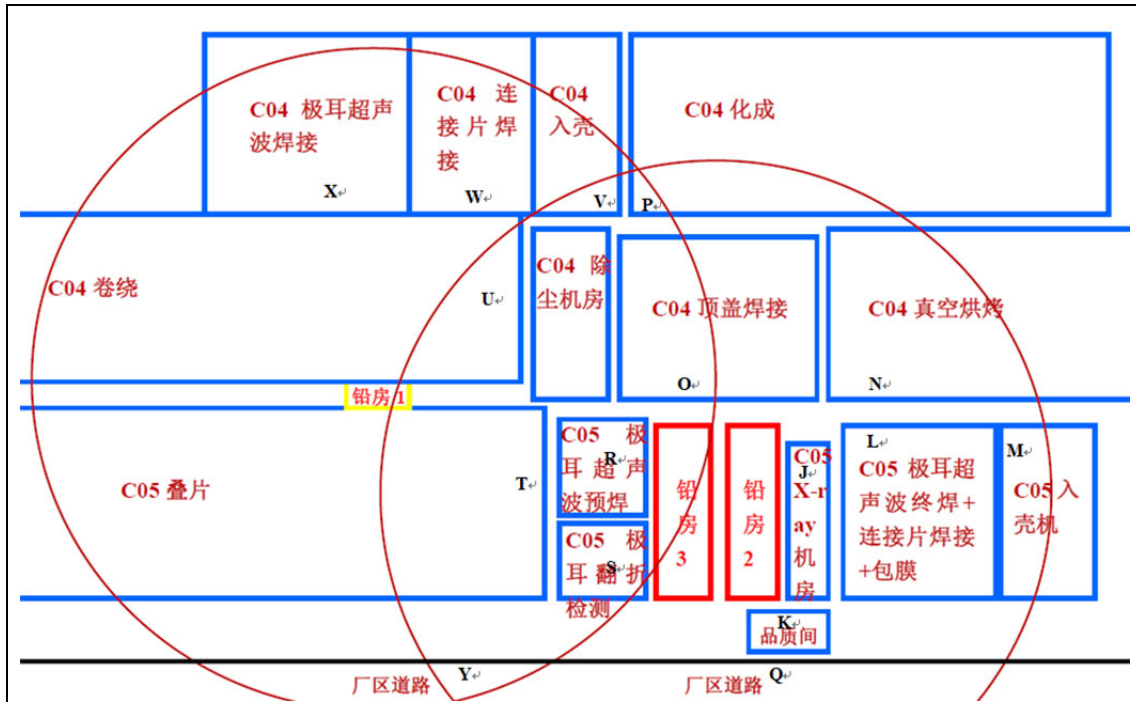 C04 极耳超声
波焊接
X↵
C04 连
接片焊
接
W↵
C04
入壳
V↵
C04 化成
P↵
C04 卷绕
U↵
C04 除
尘机房
C04 顶盖焊接
O↵
C04 真空烘烤
N↵
铅房 1
C05 叠片
T↵
C05 极
耳超声
波预焊
R↵
C05 极
耳翻折
检测
S↵
铅
房
3
铅
房
2
C05
X-r
ay
机
房
J↵
L↵
C05 极耳超
声波终焊+
连接片焊接
+包膜
M↵
C05 入
壳机
K↵
品质间
Y↵
厂区道路
厂区道路
Q↵